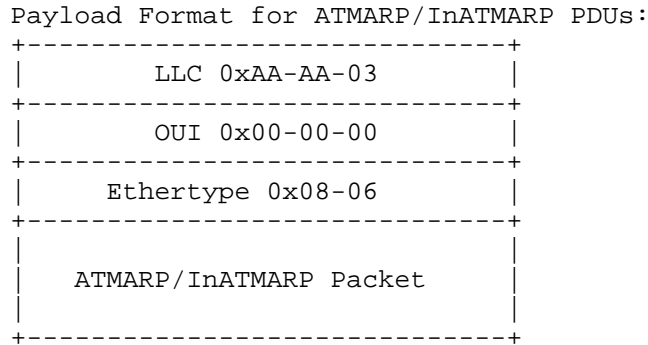 Payload Format for ATMARP/InATMARP PDUs:
+------------------------------+
|        LLC 0xAA-AA-03        |
+------------------------------+
|        OUI 0x00-00-00        |
+------------------------------+
|     Ethertype 0x08-06        |
+------------------------------+
|                              |
|   ATMARP/InATMARP Packet     |
|                              |
+------------------------------+